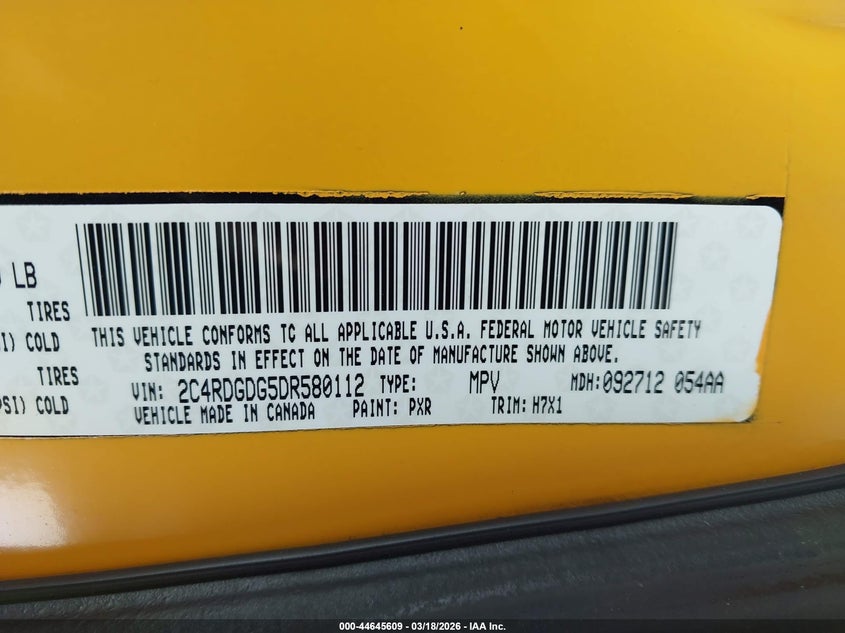 LB
TIRES
COLD
THIS VEHICLE CONFORMS TO ALL APPLICABLE U.S.A. FEDERAL MOTOR VEHICLE SAFETY
STANDARDS IN EFFECT ON THE DATE OF MANUFACTURE SHOWN ABOVE.
TIRES
PSI) COLD
VIN: 2C4RDGDG5DR580112 TYPE: MPV MDH:092712 054AA
VEHICLE MADE IN CANADA PAINT: PXR TRIM: H7X1
000-44645609 | 03/18/2026 - IAA Inc.